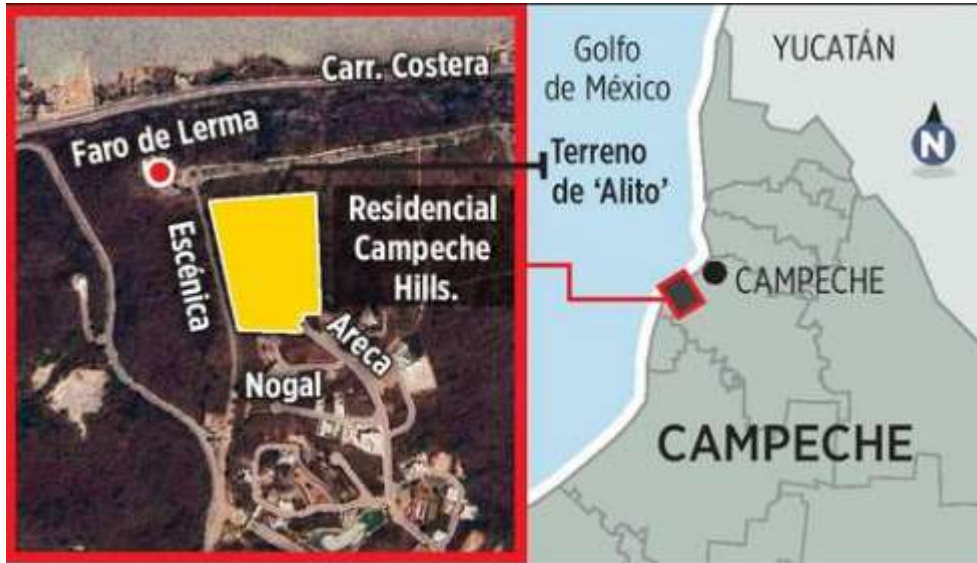 Carr. Costera
Faro de Lerma
Escénica
Residencial
Campeche
Hills.
Areca
Nogal
Golfo
de México
YUCATÁN
N
Terreno
de ‘Alito’
CAMPECHE
CAMPECHE